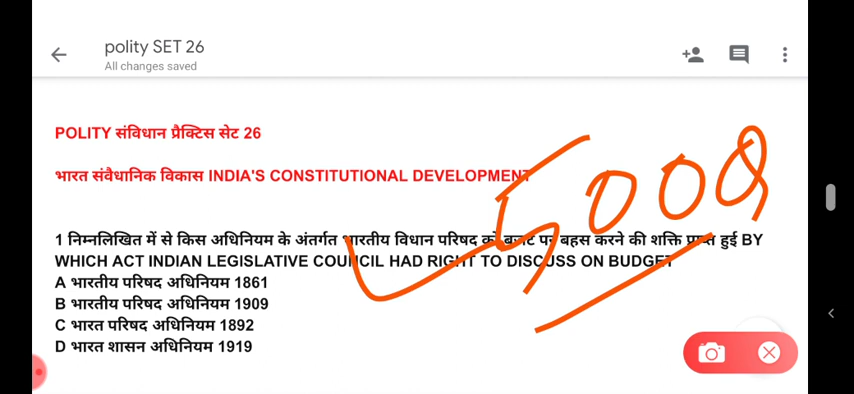 polity SET 26
All changes saved
POLITY संविधान प्रैक्टिस सेट 26
भारत संवैधानिक विकास INDIA'S CONSTITUTIONAL DEVELOPMENT
5000
1 निम्नलिखित में से किस अधिनियम के अंतर्गत भारतीय विधान परिषद को बजट पर बहस करने की शक्ति प्राप्त हुई BY
WHICH ACT INDIAN LEGISLATIVE COUNCIL HAD RIGHT TO DISCUSS ON BUDGET
A भारतीय परिषद अधिनियम 1861
B भारतीय परिषद अधिनियम 1909
C भारत परिषद अधिनियम 1892
D भारत शासन अधिनियम 1919